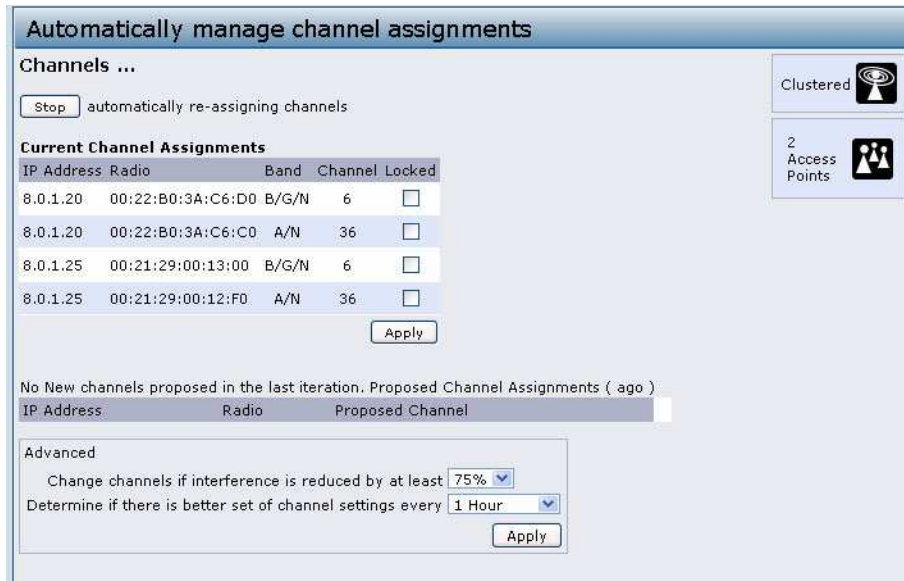 Automatically manage channel assignments
Channels ...
Stop automatically re-assigning channels
Clustered
2
Access
Points
Current Channel Assignments
IP Address Radio Band Channel Locked
8.0.1.20 00:22:B0:3A:C6:D0 B/G/N 6
8.0.1.20 00:22:B0:3A:C6:C0 A/N 36
8.0.1.25 00:21:29:00:13:00 B/G/N 6
8.0.1.25 00:21:29:00:12:F0 A/N 36
Apply
No New channels proposed in the last iteration. Proposed Channel Assignments ( ago )
IP Address Radio Proposed Channel
Advanced
Change channels if interference is reduced by at least 75%
Determine if there is better set of channel settings every 1 Hour
Apply